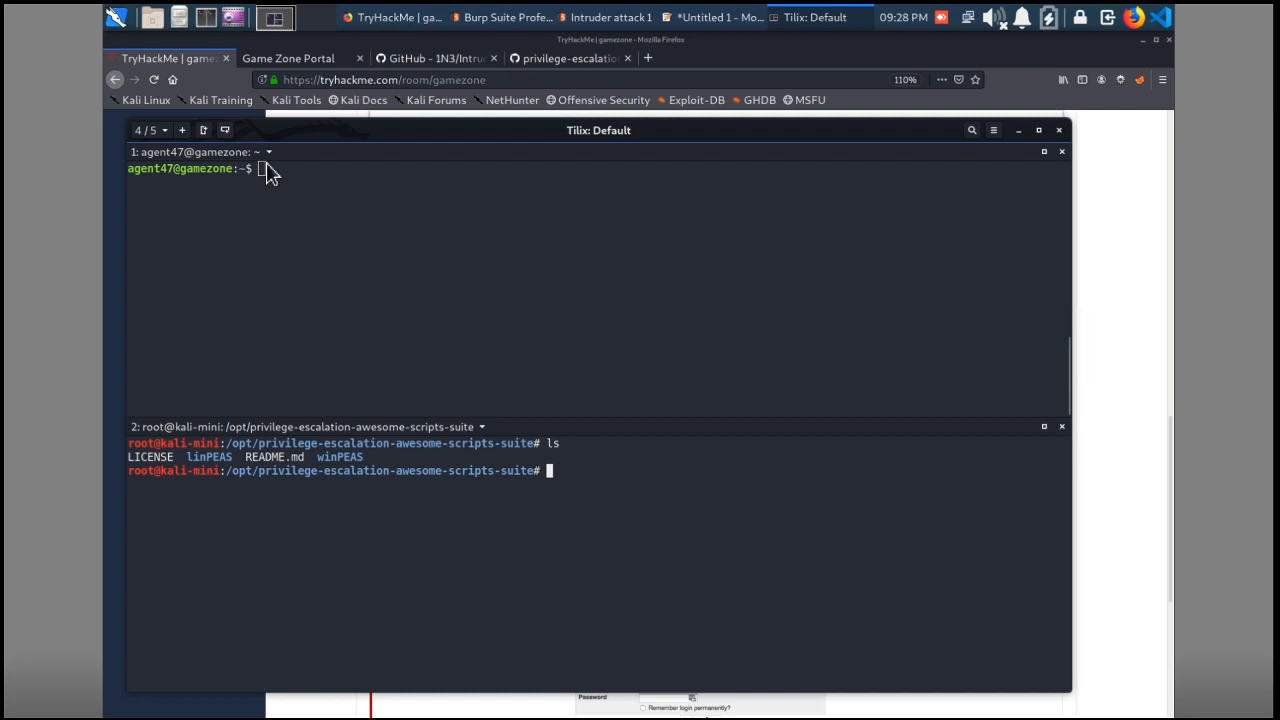 TryHackMe | ga...
Burp Suite Profe...
Intruder attack 1
*Untitled 1 - Mo...
Tilix: Default
09:28 PM
TryHackMe | gamezone - Mozilla Firefox
TryHackMe | game
Game Zone Portal
GitHub - 1N3/Intru
privilege-escalatio
https://tryhackme.com/room/gamezone
110%
Kali Linux
Kali Training
Kali Tools
Kali Docs
Kali Forums
NetHunter
Offensive Security
Exploit-DB
GHDB
MSFU
4 / 5
Tilix: Default
1: agent47@gamezone: ~
agent47@gamezone:~$
2: root@kali-mini: /opt/privilege-escalation-awesome-scripts-suite
root@kali-mini:/opt/privilege-escalation-awesome-scripts-suite# ls
LICENSE linPEAS README.md winPEAS
root@kali-mini:/opt/privilege-escalation-awesome-scripts-suite#
Password
Remember login permanently?